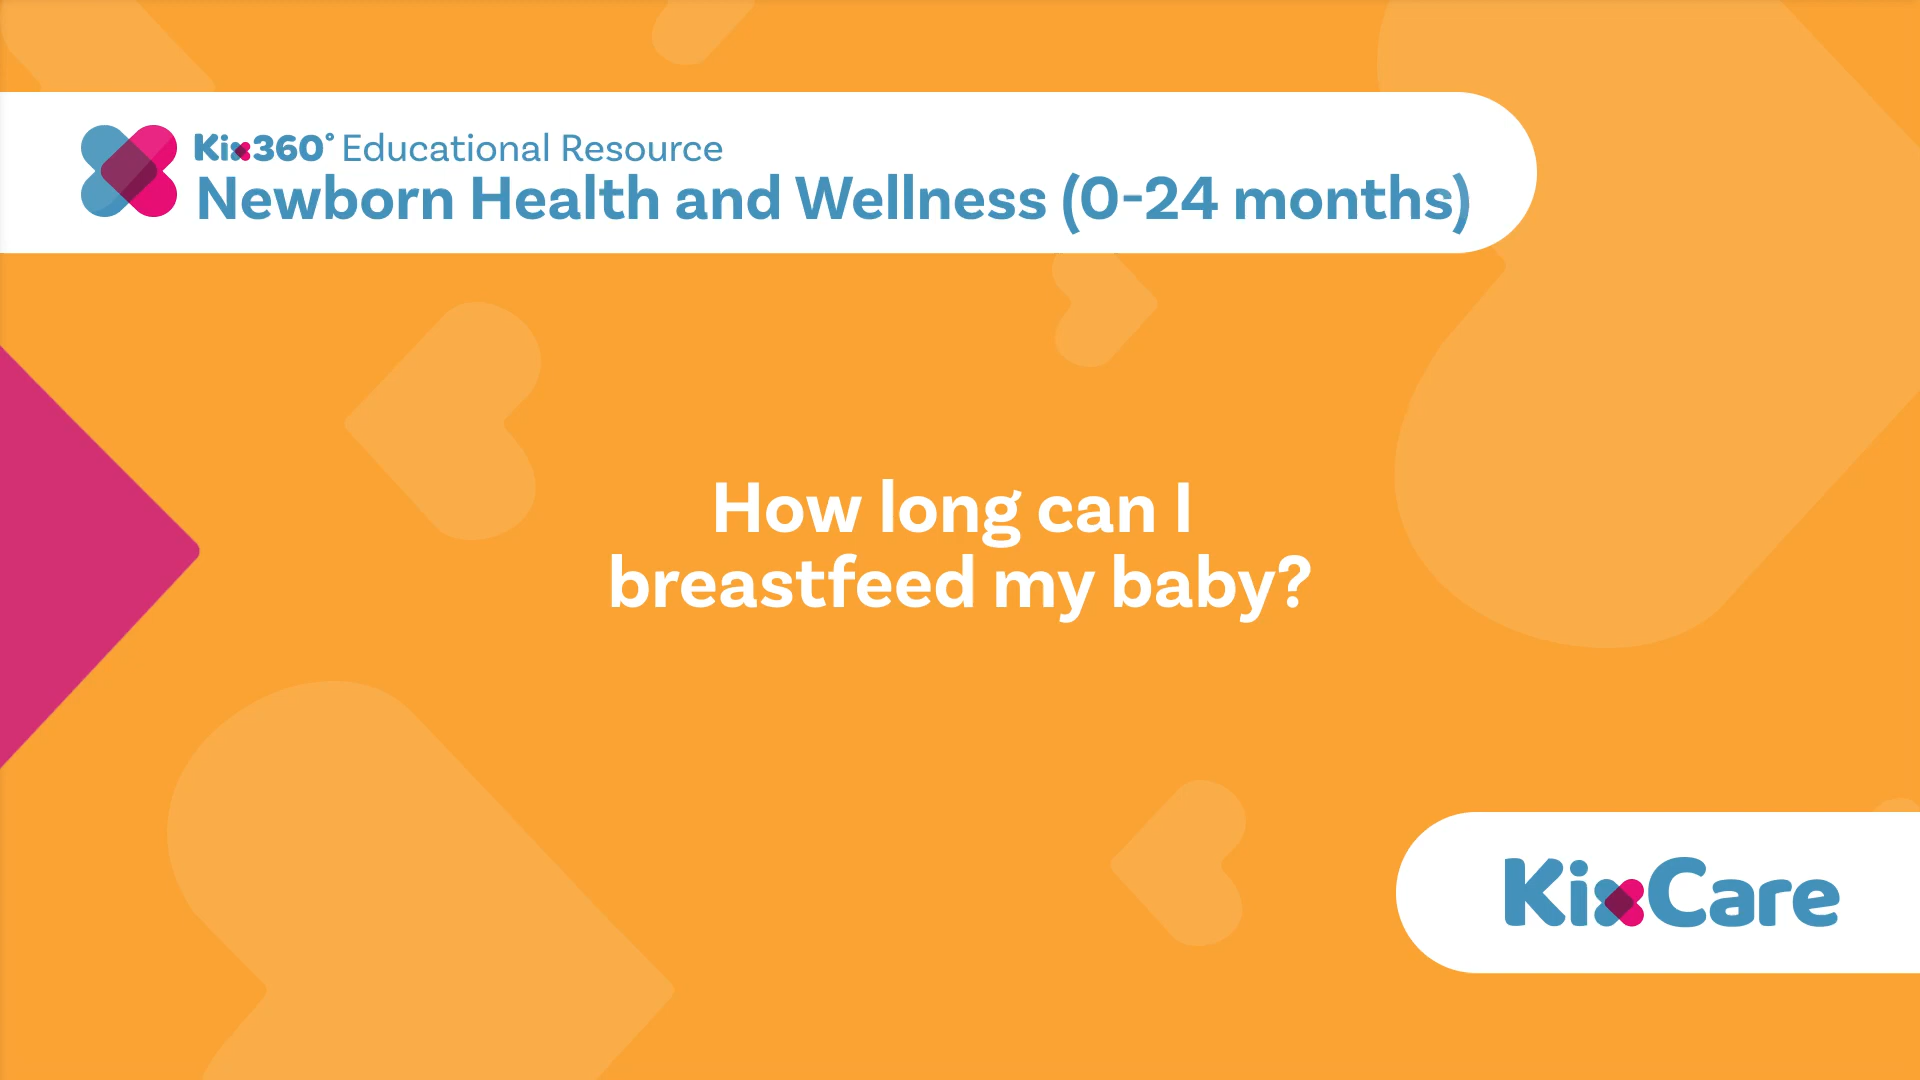 Kix360° Educational Resource
Newborn Health and Wellness (0-24 months)
How long can I
breastfeed my baby?
KixCare